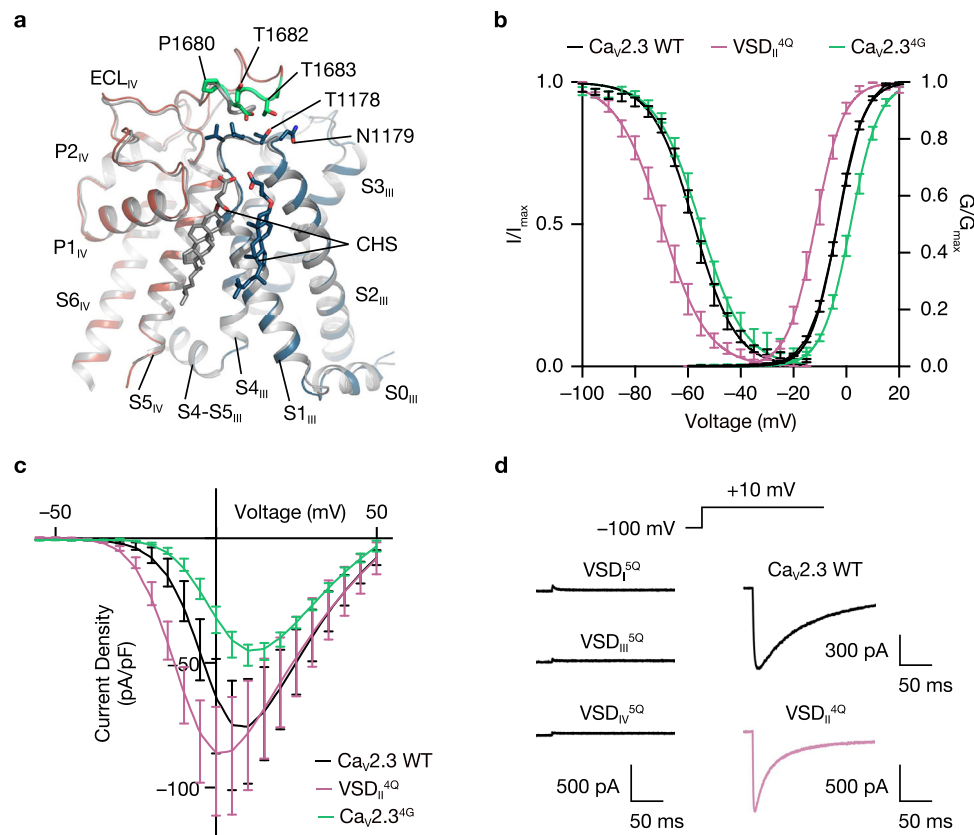 a
P1680
T1682
T1683
ECL_IV
T1178
N1179
P2_IV
S3_III
P1_IV
CHS
S6_IV
S2_III
S5_IV
S4-S5_III
S4_III
S1_III
S0_III
b
Ca_V2.3 WT
VSD_II^4Q
Ca_V2.3^4G
1.0
0.5
0.0
I/I_max
1.0
0.8
0.6
0.4
0.2
0.0
G/G_max
−100 −80 −60 −40 −20 0 20
Voltage (mV)
c
−50
Voltage (mV)
50
−50
−100
Current Density
(pA/pF)
Ca_V2.3 WT
VSD_II^4Q
Ca_V2.3^4G
d
+10 mV
−100 mV
VSD_I^5Q
VSD_III^5Q
VSD_IV^5Q
500 pA
50 ms
Ca_V2.3 WT
300 pA
50 ms
VSD_II^4Q
500 pA
50 ms